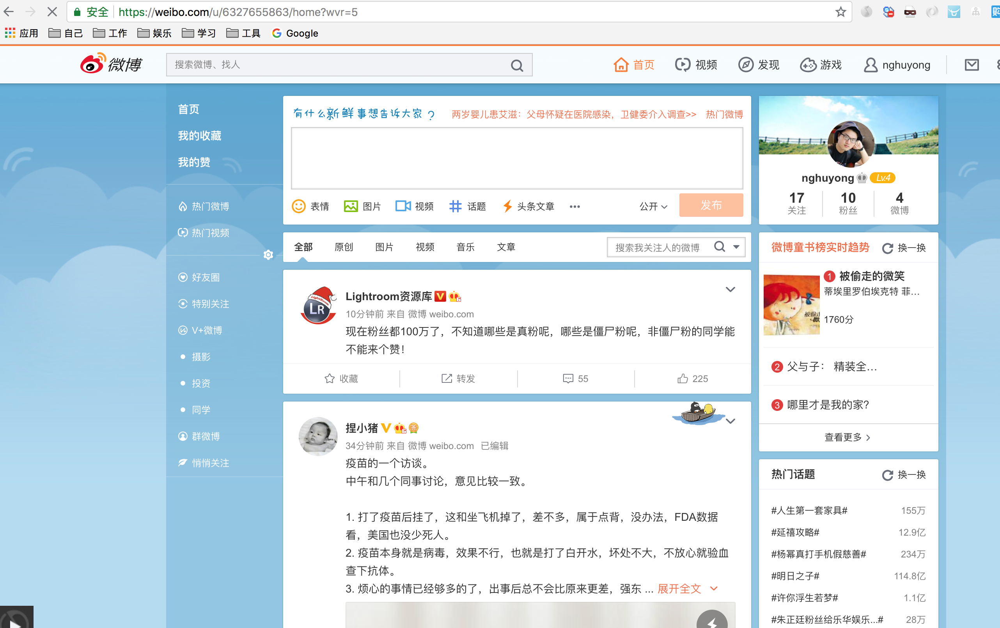 安全 https://weibo.com/u/6327655863/home?wvr=5
应用 自己 工作 娱乐 学习 工具 Google
微博 搜索微博、找人 首页 视频 发现 游戏 nghuyong
首页
我的收藏
我的赞
热门微博
热门视频
好友圈
特别关注
V+微博
摄影
投资
同学
群微博
悄悄关注
有什么新鲜事想告诉大家? 两岁婴儿患艾滋：父母怀疑在医院感染，卫健委介入调查>> 热门微博
表情 图片 视频 话题 头条文章 ··· 公开 发布
全部 原创 图片 视频 音乐 文章 搜索我关注人的微博
LightRoom
LR
Lightroom资源库 V 6
10分钟前 来自 微博 weibo.com
现在粉丝都100万了，不知道哪些是真粉呢，哪些是僵尸粉呢，非僵尸粉的同学能
不能来个赞！
收藏 转发 55 225
捏小猪 V 6 答
34分钟前 来自 微博 weibo.com 已编辑
疫苗的一个访谈。
中午和几个同事讨论，意见比较一致。
1. 打了疫苗后挂了，这和坐飞机掉了，差不多，属于点背，没办法，FDA数据
看，美国也没少死人。
2. 疫苗本身就是病毒，效果不行，也就是打了白开水，坏处不大，不放心就验血
查下抗体。
3. 烦心的事情已经够多的了，出事后总不会比原来更差，强东 ... 展开全文
nghuyong Lv.4
17 10 4
关注 粉丝 微博
微博童书榜实时趋势 换一换
1 被偷走的微笑
蒂埃里罗伯埃克特 菲...
1760分
2 父与子： 精装全...
3 哪里才是我的家？
查看更多
热门话题 换一换
#人生第一套家具# 155万
#延禧攻略# 12.9亿
#杨幂真打手机假慈善# 234万
#明日之子# 114.8亿
#许你浮生若梦# 1.1亿
#朱正廷粉丝给乐华娱乐...# 28万